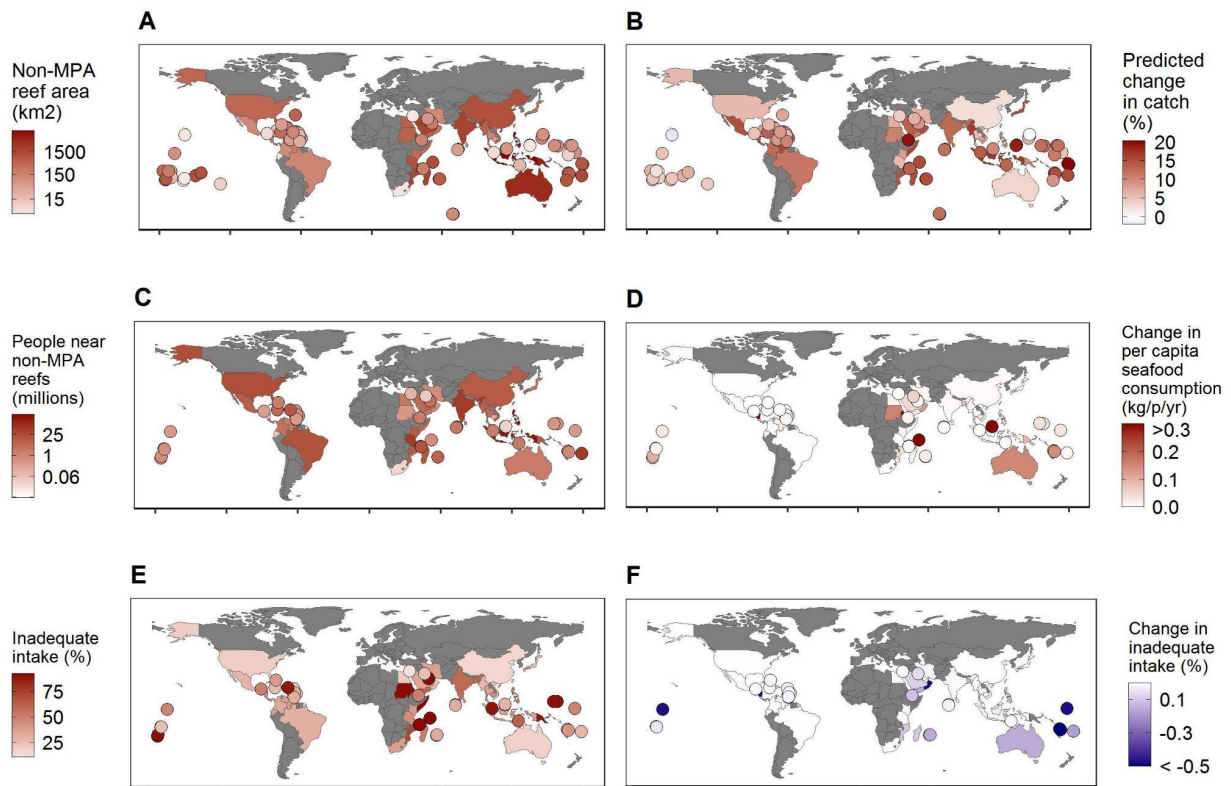 A
Non-MPA
reef area
(km2)
1500
150
15
B
Predicted
change
in catch
(%)
20
15
10
5
0
C
People near
non-MPA
reefs
(millions)
25
1
0.06
D
Change in
per capita
seafood
consumption
(kg/p/yr)
>0.3
0.2
0.1
0.0
E
Inadequate
intake (%)
75
50
25
F
Change in
inadequate
intake (%)
0.1
-0.3
< -0.5